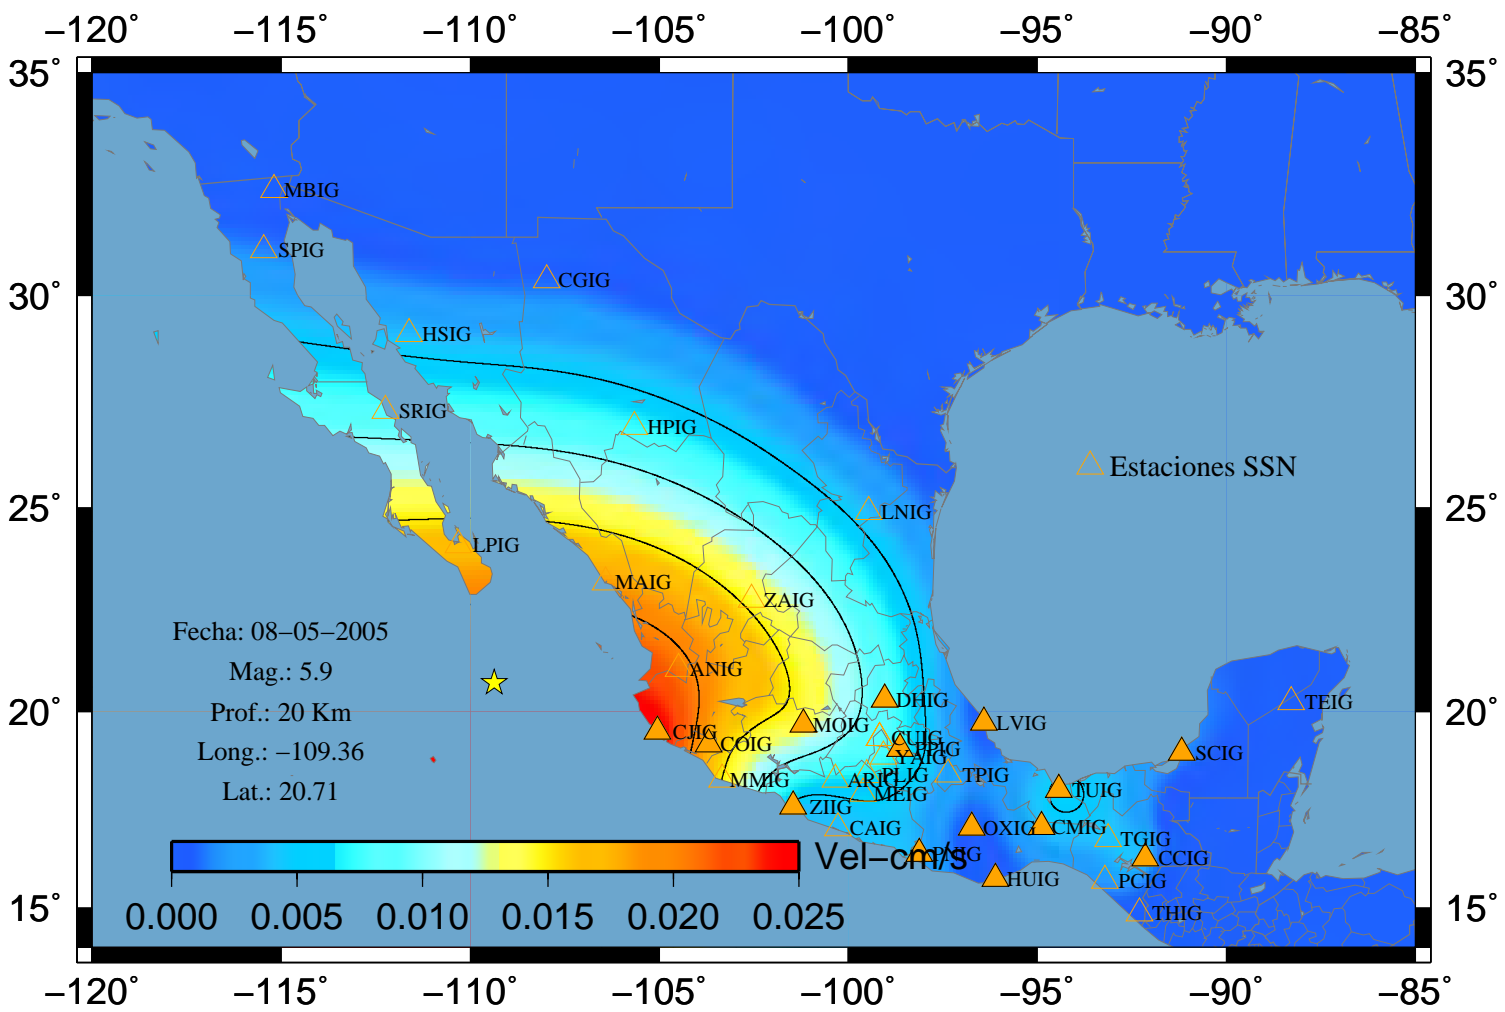 −120° −115° −110° −105° −100° −95° −90° −85°
35° 35°
MBIG
SPIG
CGIG
30° 30°
HSIG
SRIG
HPIG
Estaciones SSN
25° LNIG 25°
LPIG
MAIG
ZAIG
Fecha: 08−05−2005
Mag.: 5.9
ANIG
Prof.: 20 Km
20° DHIG TEIG 20°
LVIG
MOIG
CJIG
COIG
CUIG
PPIG
YAIG
SCIG
Long.: −109.36
PLIG
TPIG
MMIG
ARIG
MEIG
TUIG
Lat.: 20.71
ZIIG
CAIG
OXIG
CMIG
TGIG
Vel−cm/s
PNIG
CCIG
HUIG
PCIG
15° 15°
THIG
0.000 0.005 0.010 0.015 0.020 0.025
−120° −115° −110° −105° −100° −95° −90° −85°